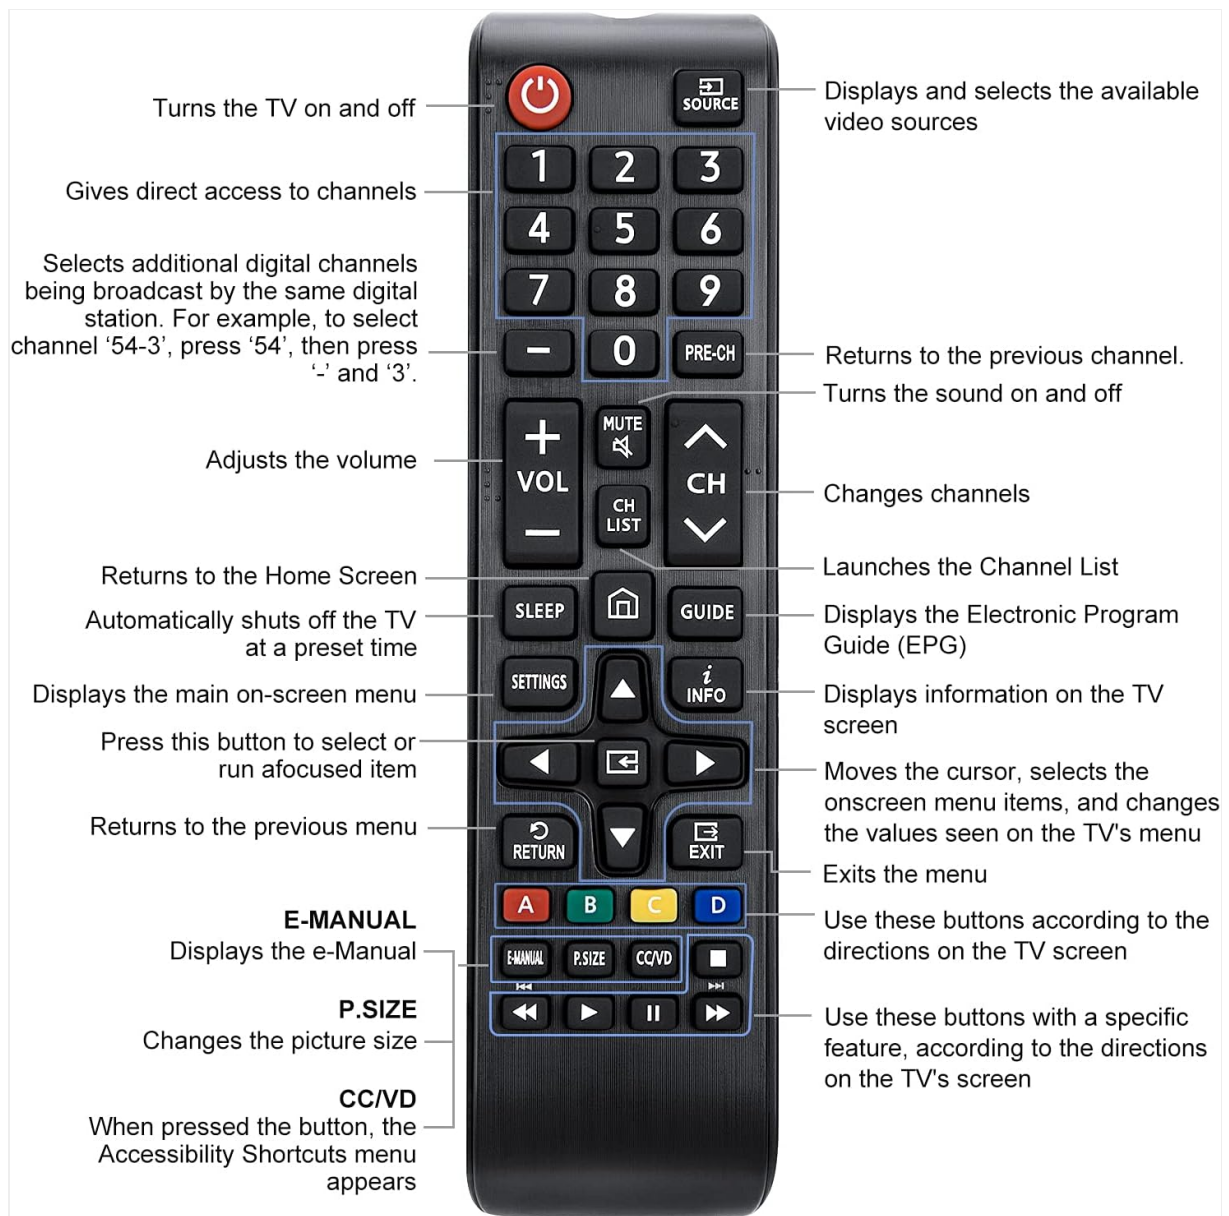 Turns the TV on and off
SOURCE
Displays and selects the available
video sources
1 2 3
Gives direct access to channels
4 5 6
Selects additional digital channels
being broadcast by the same digital
station. For example, to select
channel ‘54-3’, press ‘54’, then press
‘-’ and ‘3’.
7 8 9
- 0 PRE-CH
Returns to the previous channel.
Turns the sound on and off
MUTE
+
VOL
−
Adjusts the volume
CH
Changes channels
CH
LIST
Launches the Channel List
Returns to the Home Screen
SLEEP
Automatically shuts off the TV
at a preset time
GUIDE
Displays the Electronic Program
Guide (EPG)
SETTINGS
Displays the main on-screen menu
i
INFO
Displays information on the TV
screen
Press this button to select or
run afocused item
Moves the cursor, selects the
onscreen menu items, and changes
the values seen on the TV's menu
Returns to the previous menu
RETURN
EXIT
Exits the menu
A B C D
Use these buttons according to the
directions on the TV screen
E-MANUAL
Displays the e-Manual
E-MANUAL P.SIZE CC/VD
P.SIZE
Changes the picture size
Use these buttons with a specific
feature, according to the directions
on the TV's screen
CC/VD
When pressed the button, the
Accessibility Shortcuts menu
appears